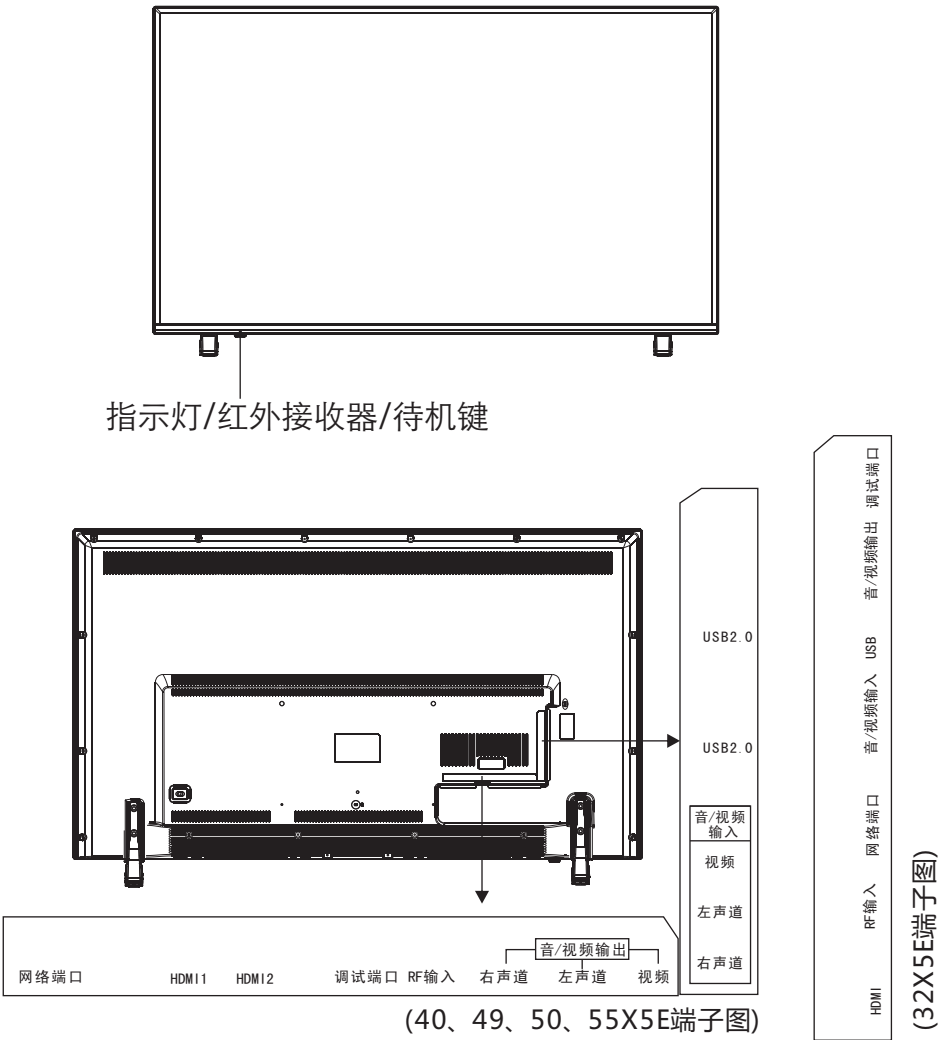 指示灯/红外接收器/待机键
USB2.0
USB2.0
音/视频
输入
视频
左声道
右声道
音/视频输出
网络端口 HDMI1 HDMI2 调试端口 RF输入 右声道 左声道 视频
(40、49、50、55X5E端子图)
调试端口
音/视频输出
USB
音/视频输入
网络端口
RF输入
HDMI
(32X5E端子图)